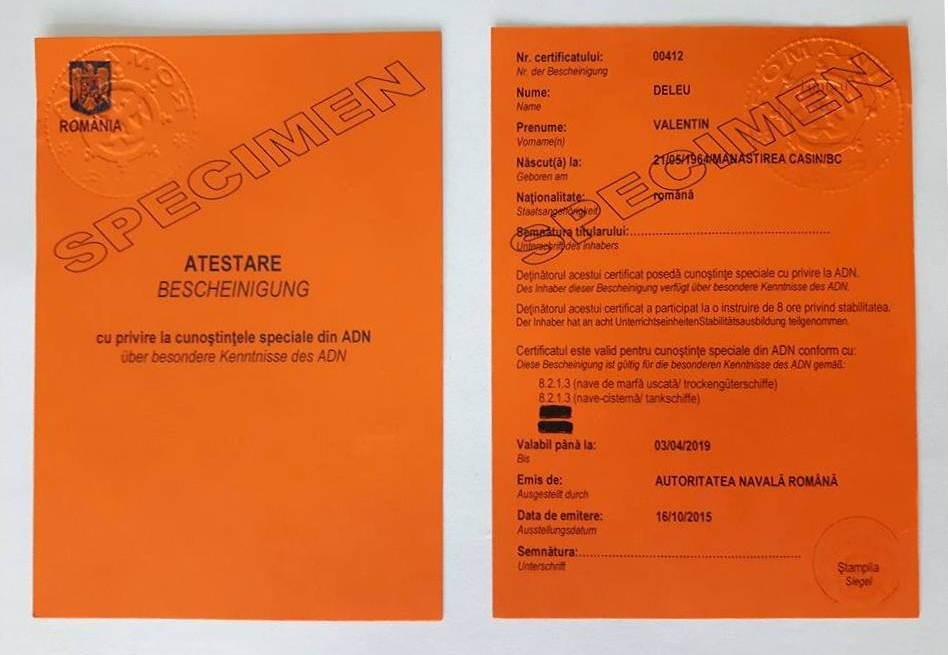 ROMÂNIA
SPECIMEN
ATESTARE
BESCHEINIGUNG
cu privire la cunoştinţele speciale din ADN
über besondere Kenntnisse des ADN
Nr. certificatului: 00412
Nr. der Bescheinigung
Nume: DELEU
Name
Prenume: VALENTIN
Vorname(n)
Născut(ă) la: 21/05/1964/MĂNĂSTIREA CASIN/BC
Geboren am
Naţionalitate: română
Staatsangehörigkeit
SPECIMEN
Semnătura titularului:
Unterschrift des Inhabers
Deţinătorul acestui certificat posedă cunoştinţe speciale cu privire la ADN.
Des Inhaber dieser Bescheinigung verfügt über besondere Kenntnisse des ADN.
Deţinătorul acestui certificat a participat la o instruire de 8 ore privind stabilitatea.
Der Inhaber hat an acht UnterrichtseinheitenStabilitätsausbildung teilgenommen.
Certificatul este valid pentru cunoştinţe speciale din ADN conform cu:
Diese Bescheinigung ist gültig für die besonderen Kenntnisse des ADN gemäß:
8.2.1.3 (nave de marfă uscată/ trockengüterschiffe)
8.2.1.3 (nave-cisternă/ tankschiffe)
Valabil până la: 03/04/2019
Bis
Emis de: AUTORITATEA NAVALĂ ROMÂNĂ
Ausgestellt durch
Data de emitere: 16/10/2015
Ausstellungsdatum
Semnătura:
Unterschrift
Ştampila
Siegel